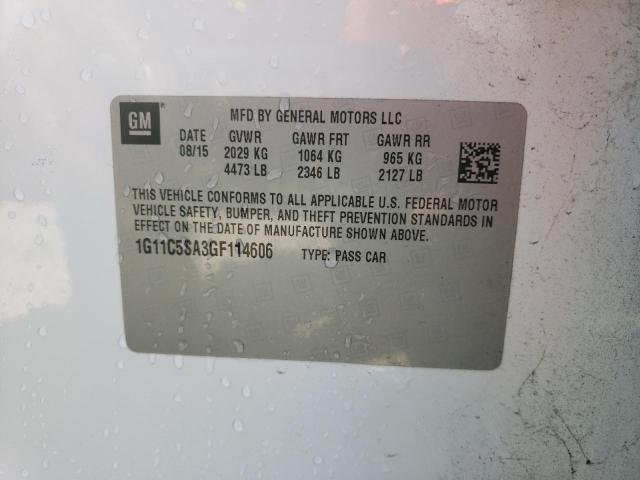 GM ® MFD BY GENERAL MOTORS LLC
DATE GVWR GAWR FRT GAWR RR
08/15 2029 KG 1064 KG 965 KG
4473 LB 2346 LB 2127 LB
THIS VEHICLE CONFORMS TO ALL APPLICABLE U.S. FEDERAL MOTOR
VEHICLE SAFETY, BUMPER, AND THEFT PREVENTION STANDARDS IN
EFFECT ON THE DATE OF MANUFACTURE SHOWN ABOVE.
1G11C5SA3GF114606 TYPE: PASS CAR